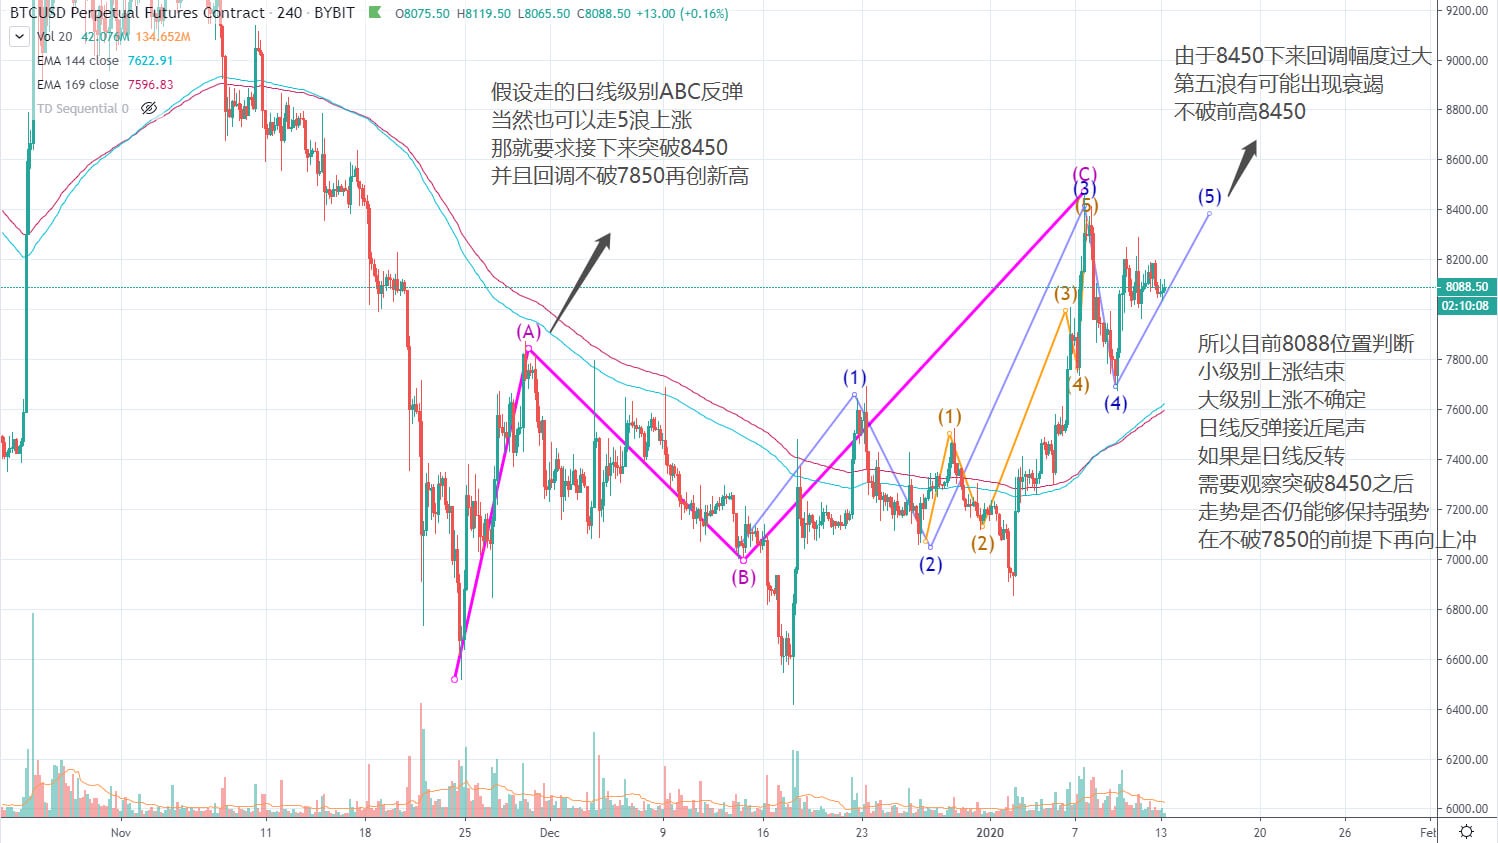 BTCUSD Perpetual Futures Contract · 240 · BYBIT O8075.50 H8119.50 L8065.50 C8088.50 +13.00 (+0.16%)
Vol 20 42.076M 134.652M
EMA 144 close 7622.91
EMA 169 close 7596.83
TD Sequential 0
由于8450下来回调幅度过大
第五浪有可能出现衰竭
不破前高8450
假设走的日线级别ABC反弹
当然也可以走5浪上涨
那就要求接下来突破8450
并且回调不破7850再创新高
(C)
(3)
(5)
(5)
(3)
(A)
(1)
(4)
(4)
(1)
(2)
(2)
(B)
所以目前8088位置判断
小级别上涨结束
大级别上涨不确定
日线反弹接近尾声
如果是日线反转
需要观察突破8450之后
走势是否仍能够保持强势
在不破7850的前提下再向上冲
9200.00
9000.00
8800.00
8600.00
8400.00
8200.00
8088.50
02:10:08
7800.00
7600.00
7400.00
7200.00
7000.00
6800.00
6600.00
6400.00
6200.00
6000.00
Nov 11 18 25 Dec 9 16 23 2020 7 13 20 26 Feb